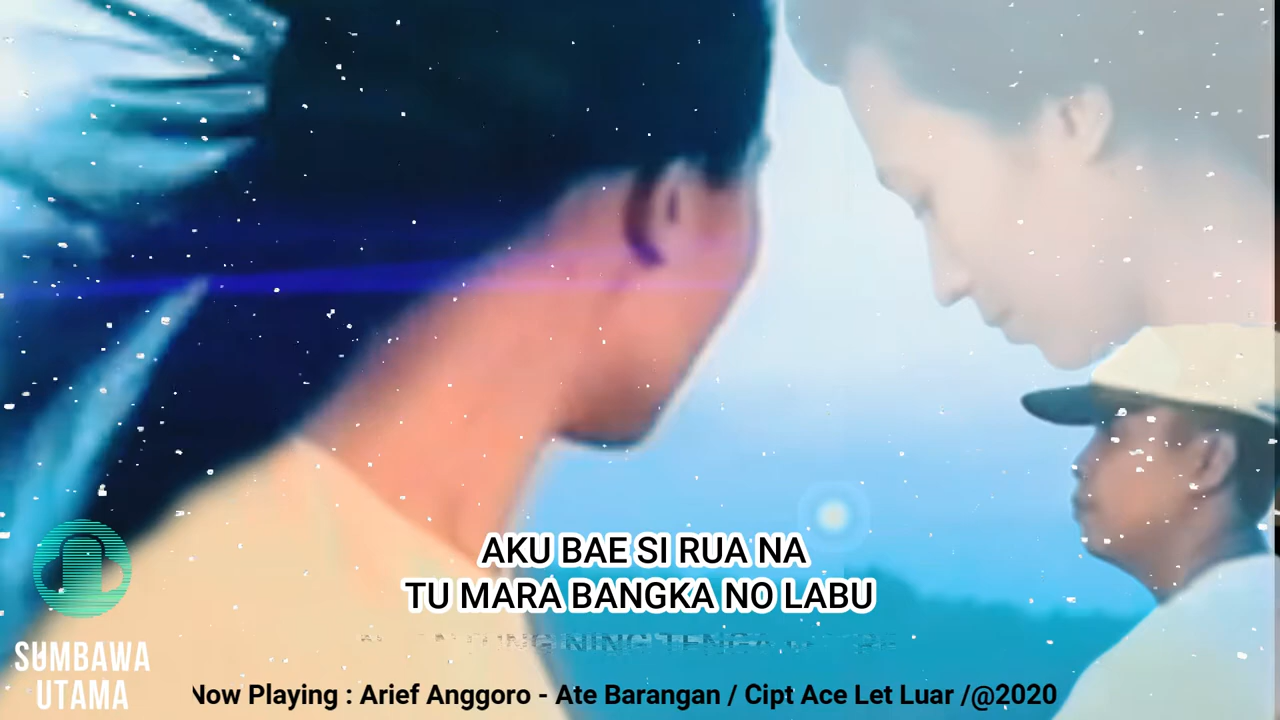 AKU BAE SI RUA NA
TU MARA BANGKA NO LABU
SUMBAWA
UTAMA
Now Playing : Arief Anggoro - Ate Barangan / Cipt Ace Let Luar /@2020